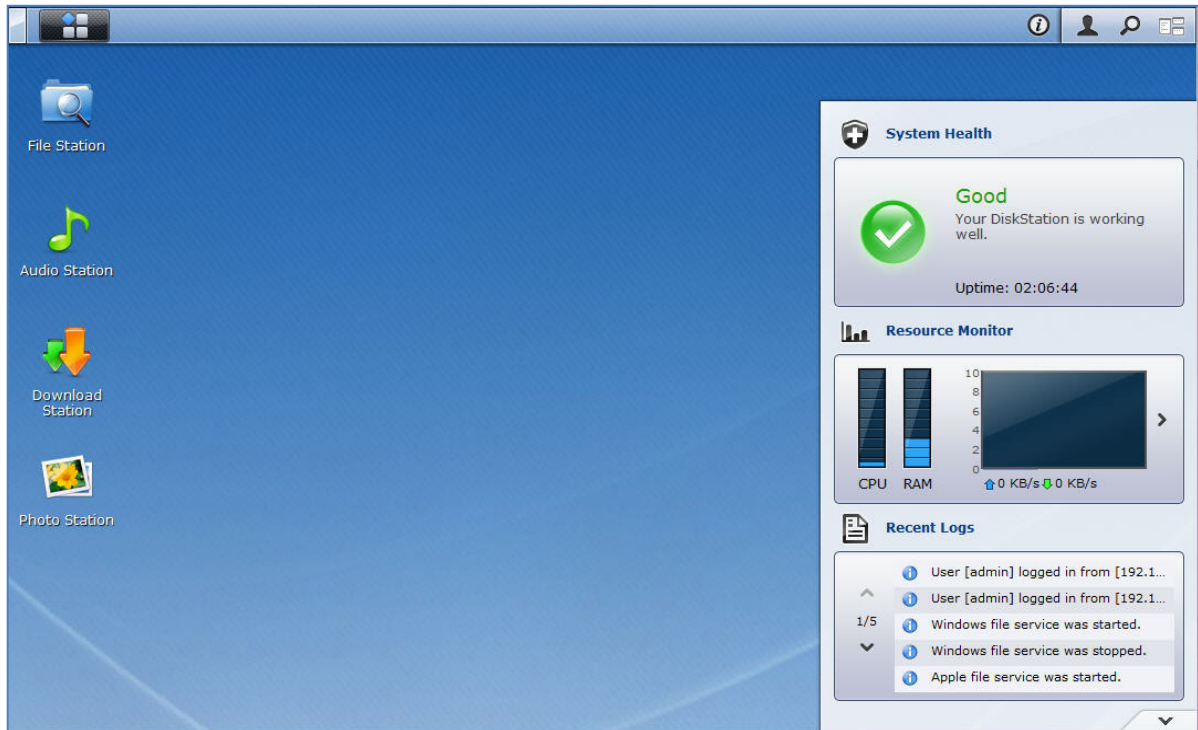 File Station
Audio Station
Download
Station
Photo Station
System Health
Good
Your DiskStation is working
well.
Uptime: 02:06:44
Resource Monitor
10
8
6
4
2
0
CPU RAM
0 KB/s 0 KB/s
Recent Logs
User [admin] logged in from [192.1...
User [admin] logged in from [192.1...
1/5
Windows file service was started.
Windows file service was stopped.
Apple file service was started.